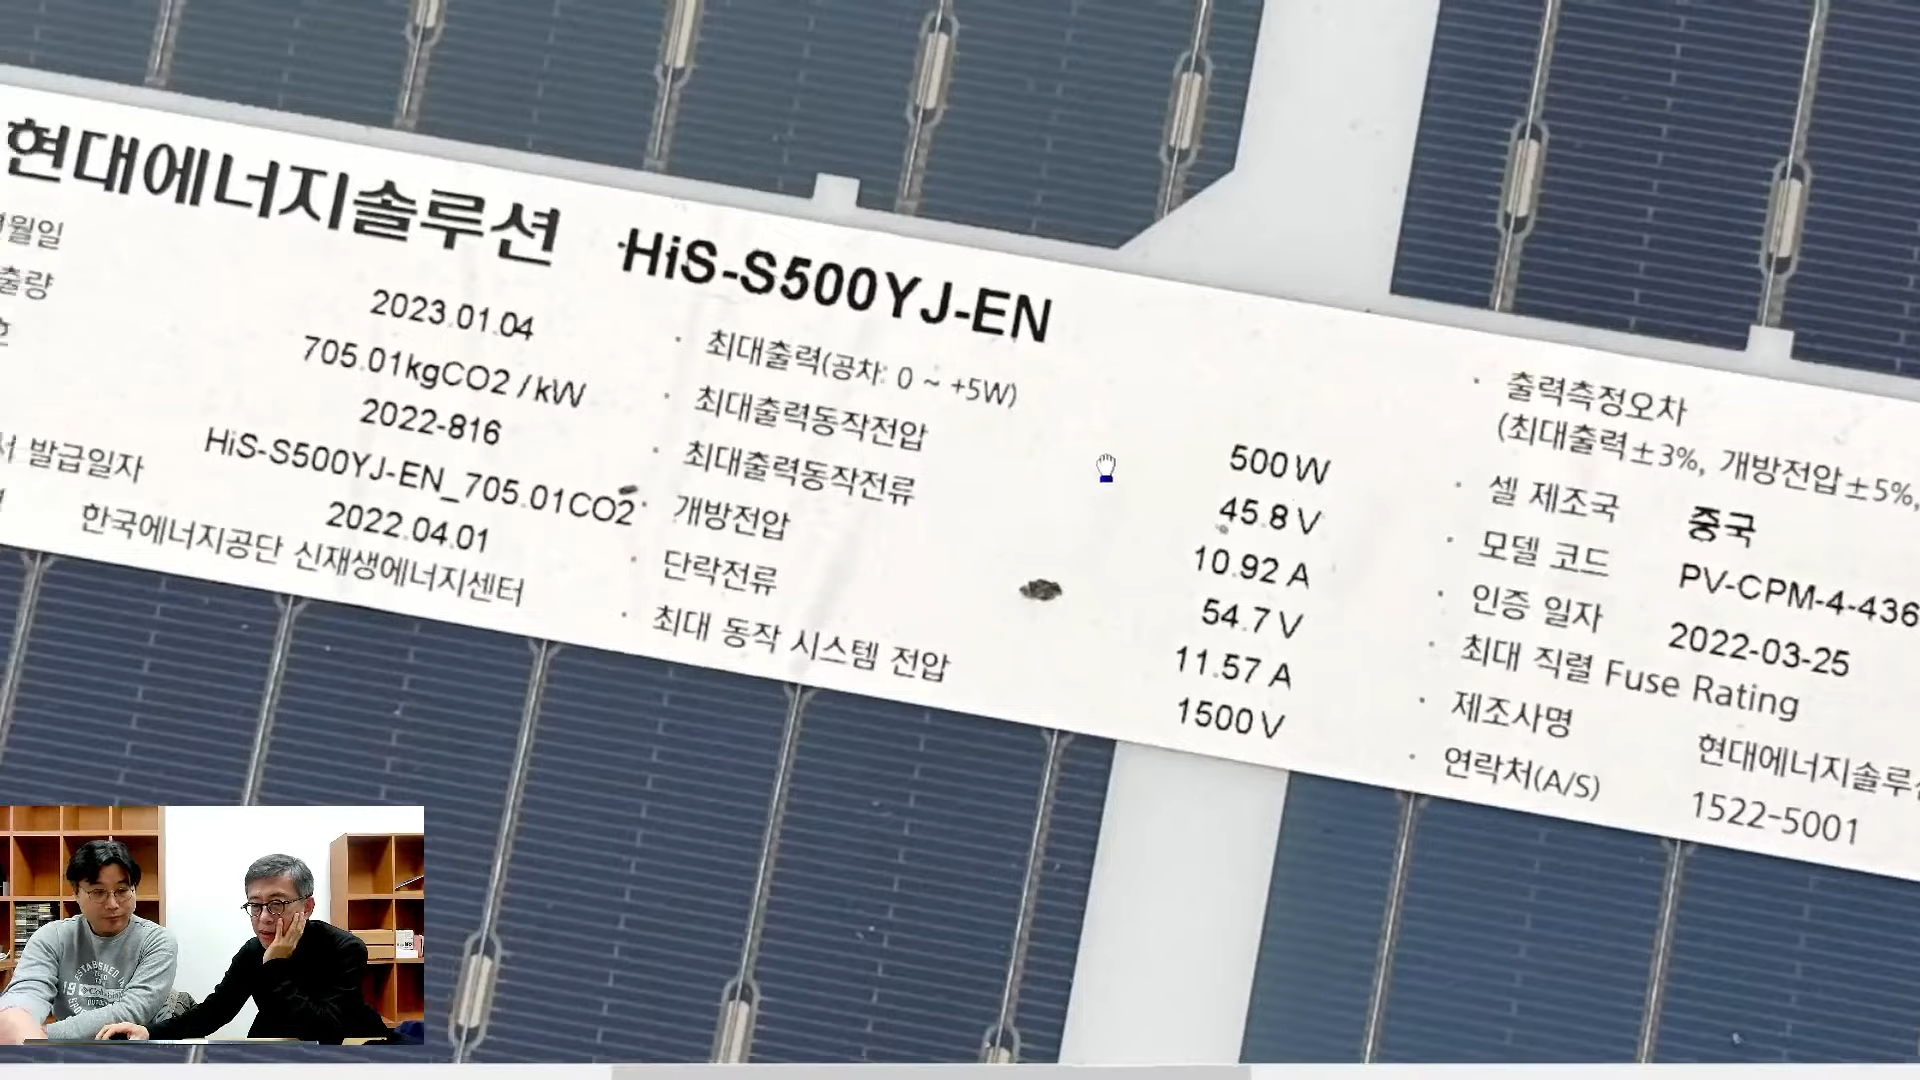 현대에너지솔루션 HiS-S500YJ-EN
월일 2023.01.04
출량 705.01kgCO2 / kW
호 2022-816
HiS-S500YJ-EN_705.01CO2
서 발급일자 2022.04.01
한국에너지공단 신재생에너지센터
· 최대출력(공차: 0 ~ +5W) 500 W
· 최대출력동작전압 45.8 V
· 최대출력동작전류 10.92 A
· 개방전압 54.7 V
· 단락전류 11.57 A
· 최대 동작 시스템 전압 1500 V
· 출력측정오차
(최대출력±3%, 개방전압±5%,
· 셀 제조국 중국
· 모델 코드 PV-CPM-4-436
· 인증 일자 2022-03-25
· 최대 직렬 Fuse Rating
· 제조사명 현대에너지솔루션
· 연락처(A/S) 1522-5001